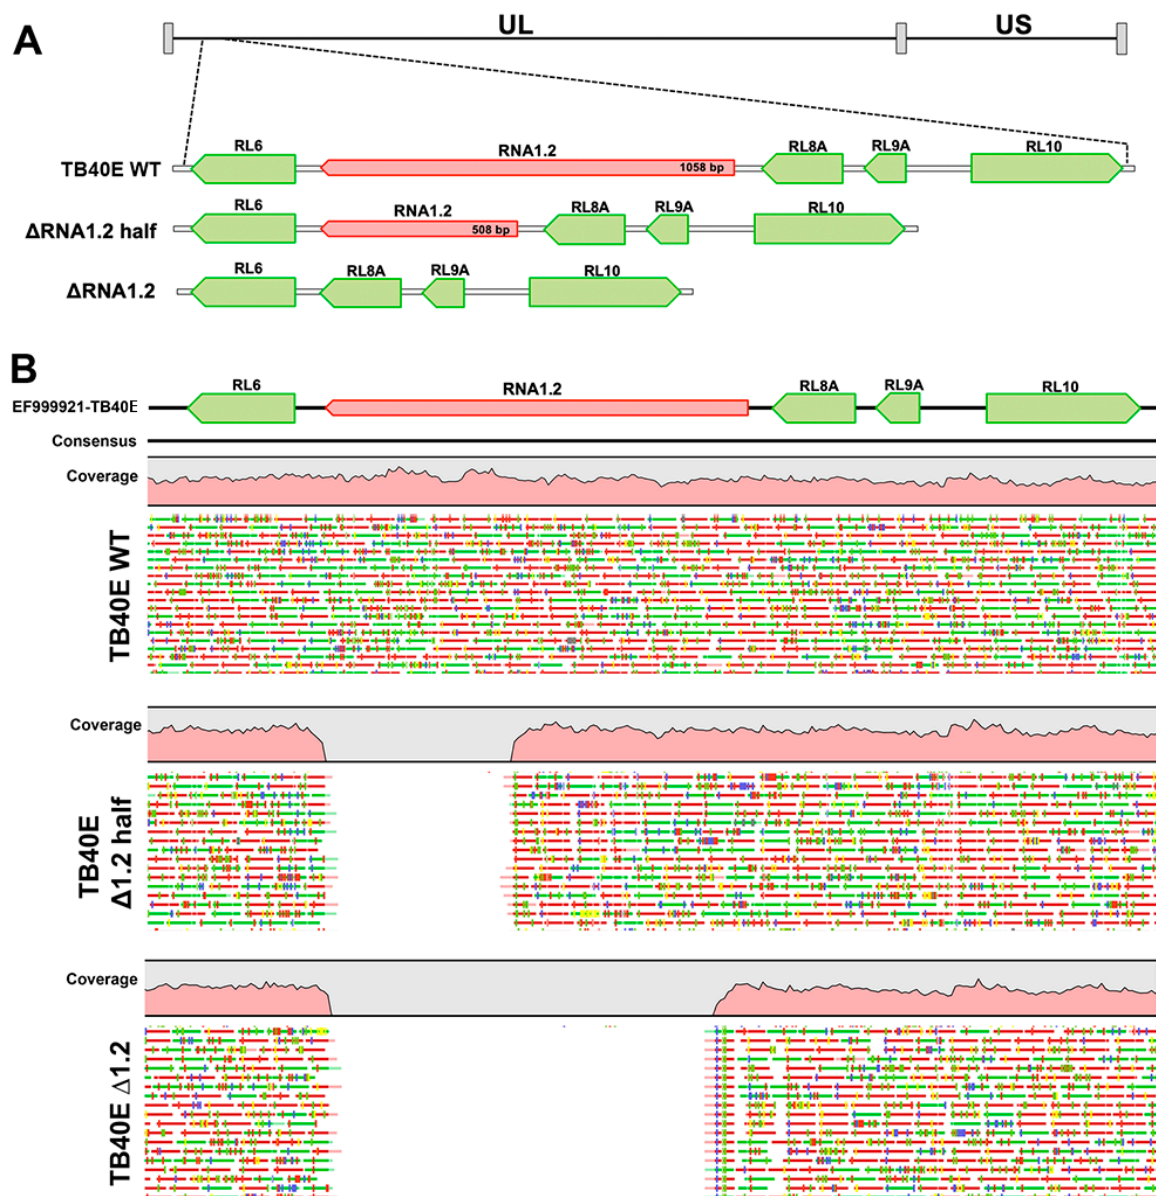 A
UL
US
TB40E WT
RL6
RNA1.2
1058 bp
RL8A
RL9A
RL10
ΔRNA1.2 half
RL6
RNA1.2
508 bp
RL8A
RL9A
RL10
ΔRNA1.2
RL6
RL8A
RL9A
RL10
B
EF999921-TB40E
RL6
RNA1.2
RL8A
RL9A
RL10
Consensus
Coverage
TB40E WT
Coverage
TB40E
Δ1.2 half
Coverage
TB40E Δ1.2